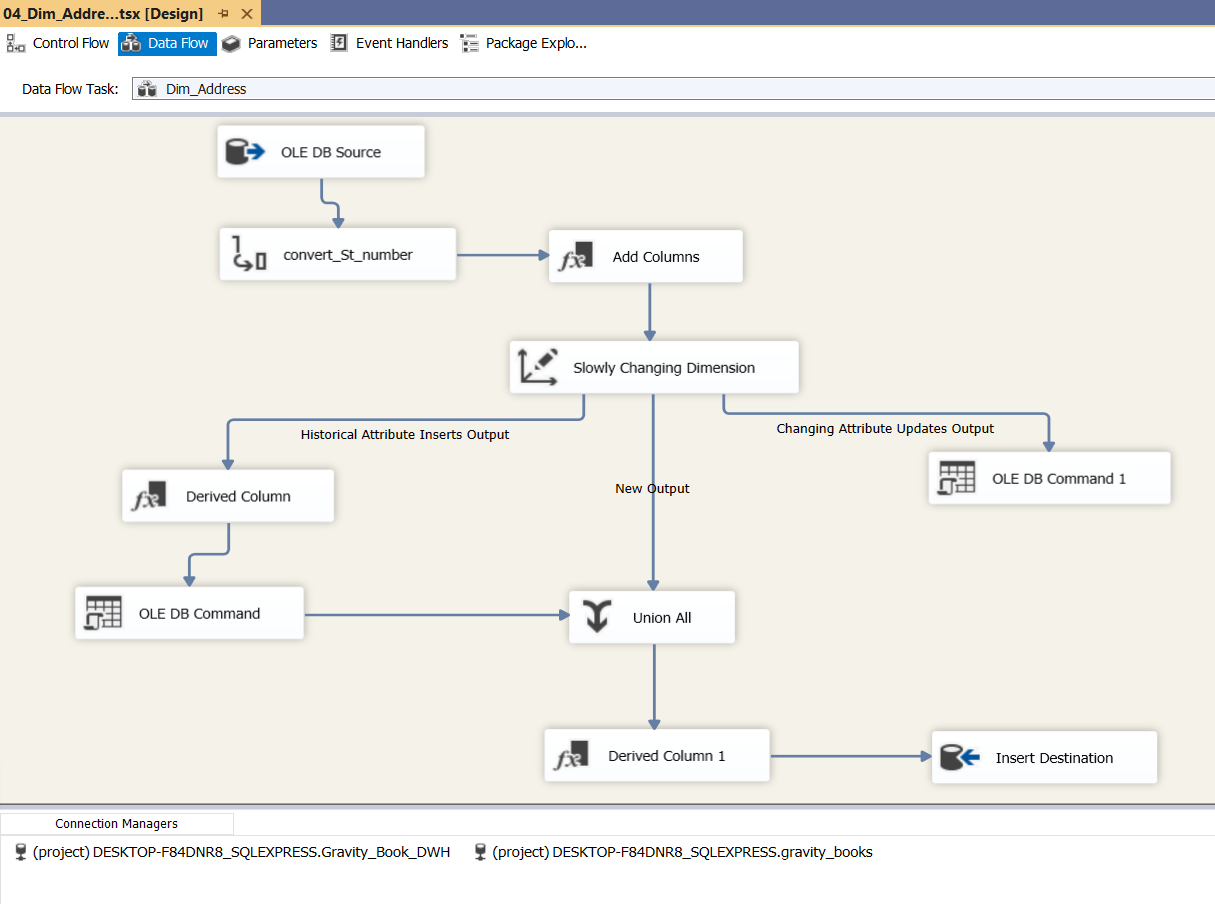 04_Dim_Addre...tsx [Design]
Control Flow
Data Flow
Parameters
Event Handlers
Package Explo...
Data Flow Task:
Dim_Address
OLE DB Source
convert_St_number
Add Columns
Slowly Changing Dimension
Historical Attribute Inserts Output
Changing Attribute Updates Output
New Output
Derived Column
OLE DB Command 1
OLE DB Command
Union All
Derived Column 1
Insert Destination
Connection Managers
(project) DESKTOP-F84DNR8_SQLEXPRESS.Gravity_Book_DWH
(project) DESKTOP-F84DNR8_SQLEXPRESS.gravity_books